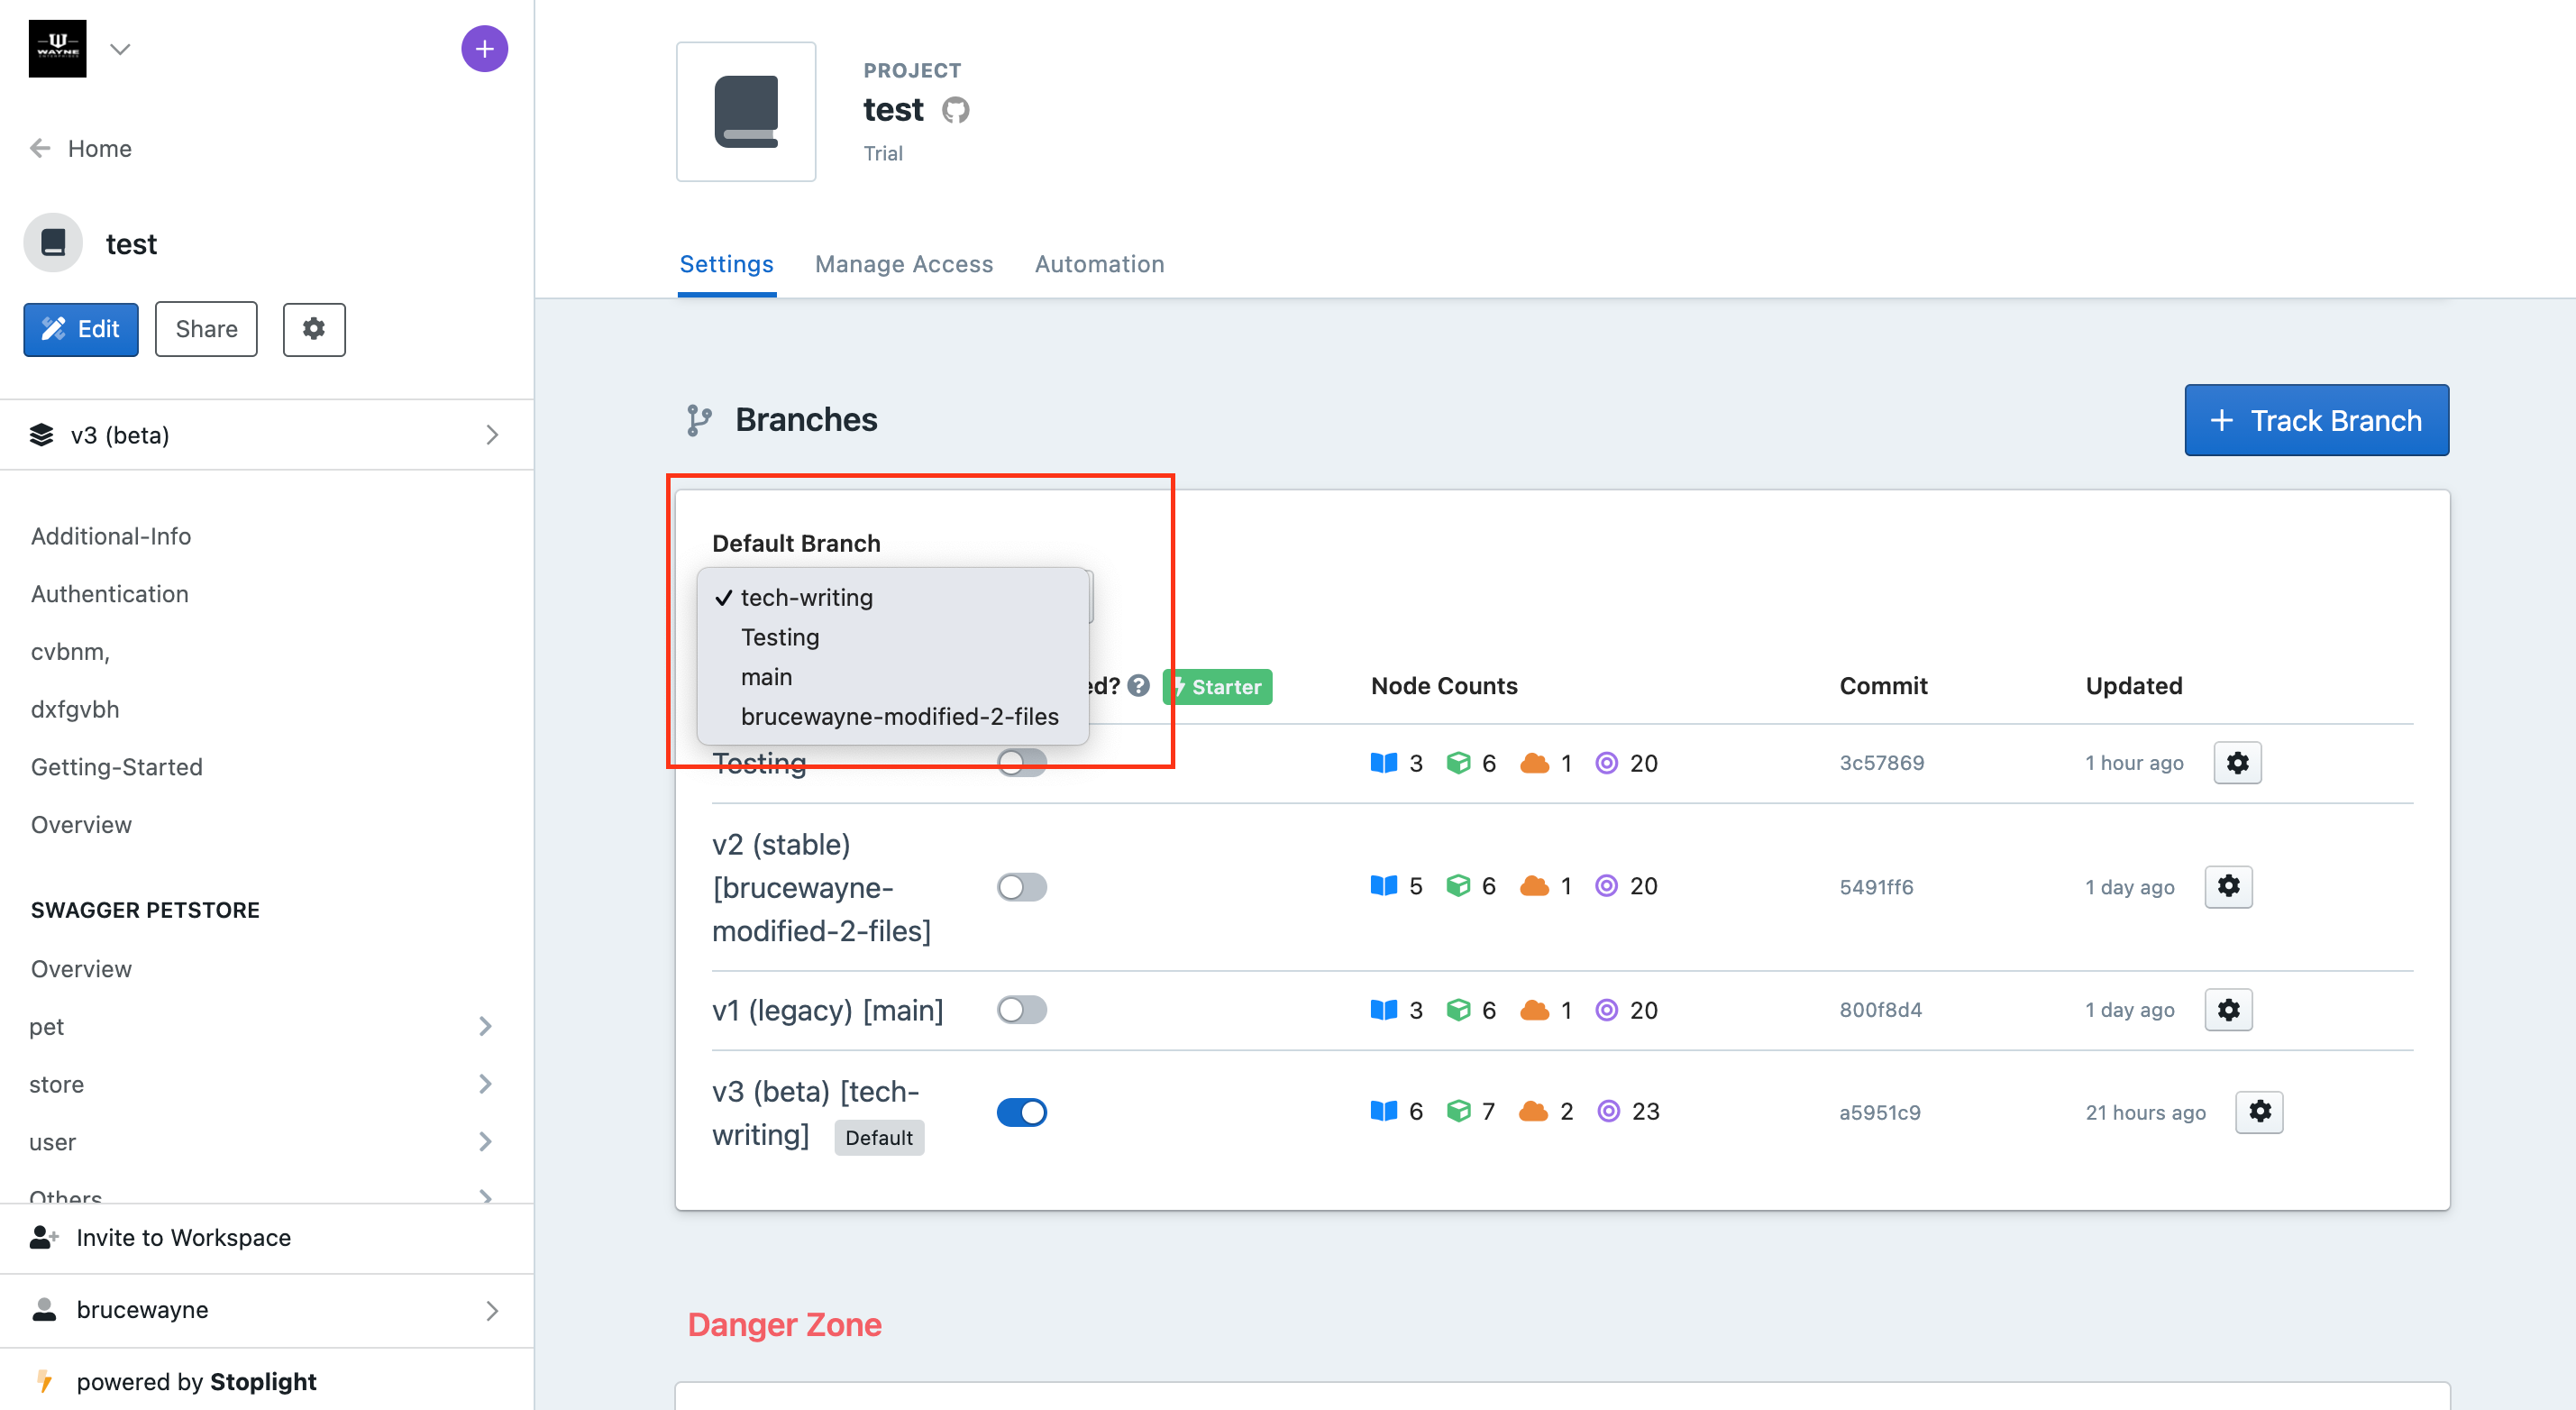 WAYNE
ENTERPRISES
Home
test
Edit
Share
v3 (beta)
Additional-Info
Authentication
cvbnm,
dxfgvbh
Getting-Started
Overview
SWAGGER PETSTORE
Overview
pet
store
user
Others
Invite to Workspace
brucewayne
powered by Stoplight
PROJECT
test
Trial
Settings
Manage Access
Automation
Branches
+ Track Branch
Default Branch
✓ tech-writing
Testing
main
brucewayne-modified-2-files
ed? Starter Node Counts Commit Updated
Testing 3 6 1 20 3c57869 1 hour ago
v2 (stable)
[brucewayne-
modified-2-files] 5 6 1 20 5491ff6 1 day ago
v1 (legacy) [main] 3 6 1 20 800f8d4 1 day ago
v3 (beta) [tech-
writing] Default 6 7 2 23 a5951c9 21 hours ago
Danger Zone